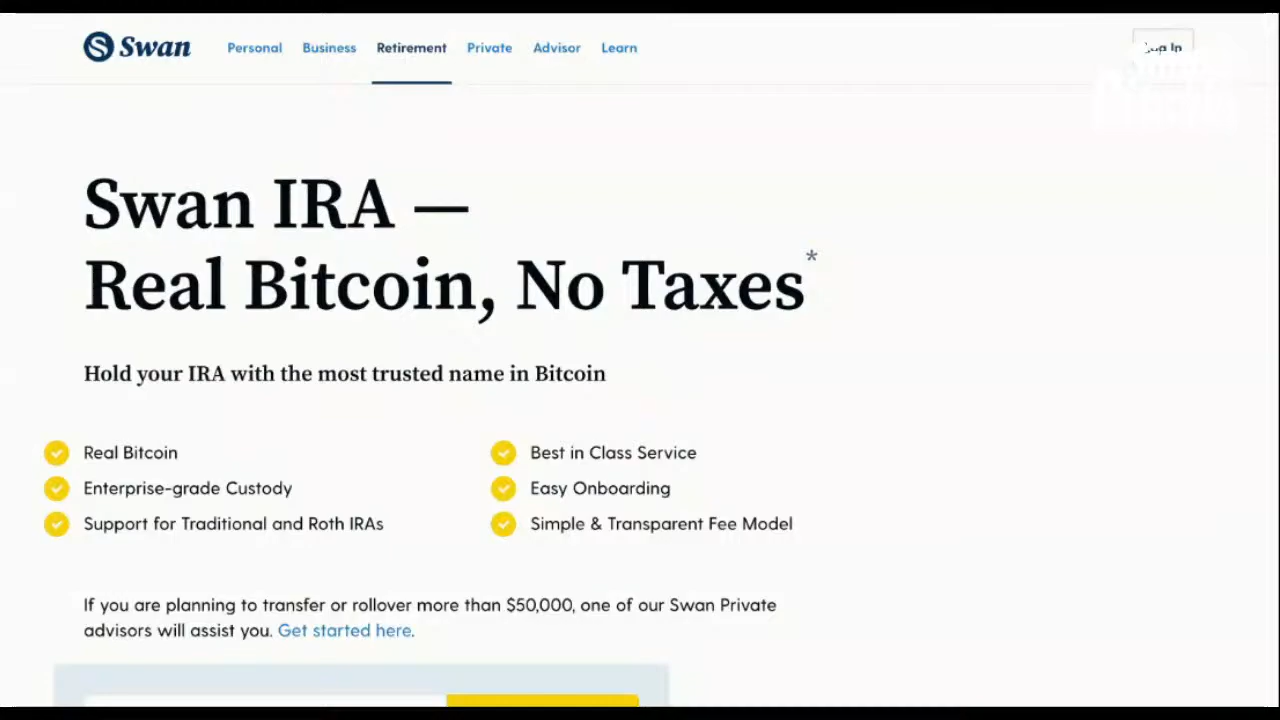 Swan
Personal Business Retirement Private Advisor Learn
Log In
Swan IRA —
Real Bitcoin, No Taxes*
Hold your IRA with the most trusted name in Bitcoin
Real Bitcoin
Best in Class Service
Enterprise-grade Custody
Easy Onboarding
Support for Traditional and Roth IRAs
Simple & Transparent Fee Model
If you are planning to transfer or rollover more than $50,000, one of our Swan Private
advisors will assist you. Get started here.